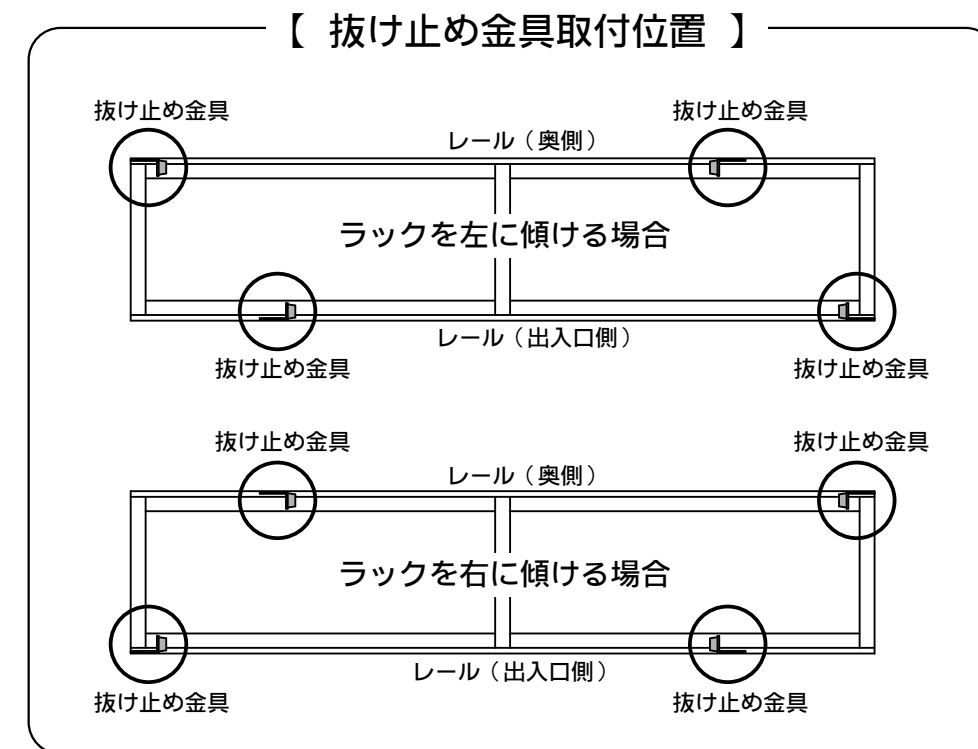 【 抜け止め金具取付位置 】
抜け止め金具
抜け止め金具
レール（奥側）
ラックを左に傾ける場合
レール（出入口側）
抜け止め金具
抜け止め金具
抜け止め金具
抜け止め金具
レール（奥側）
ラックを右に傾ける場合
レール（出入口側）
抜け止め金具
抜け止め金具